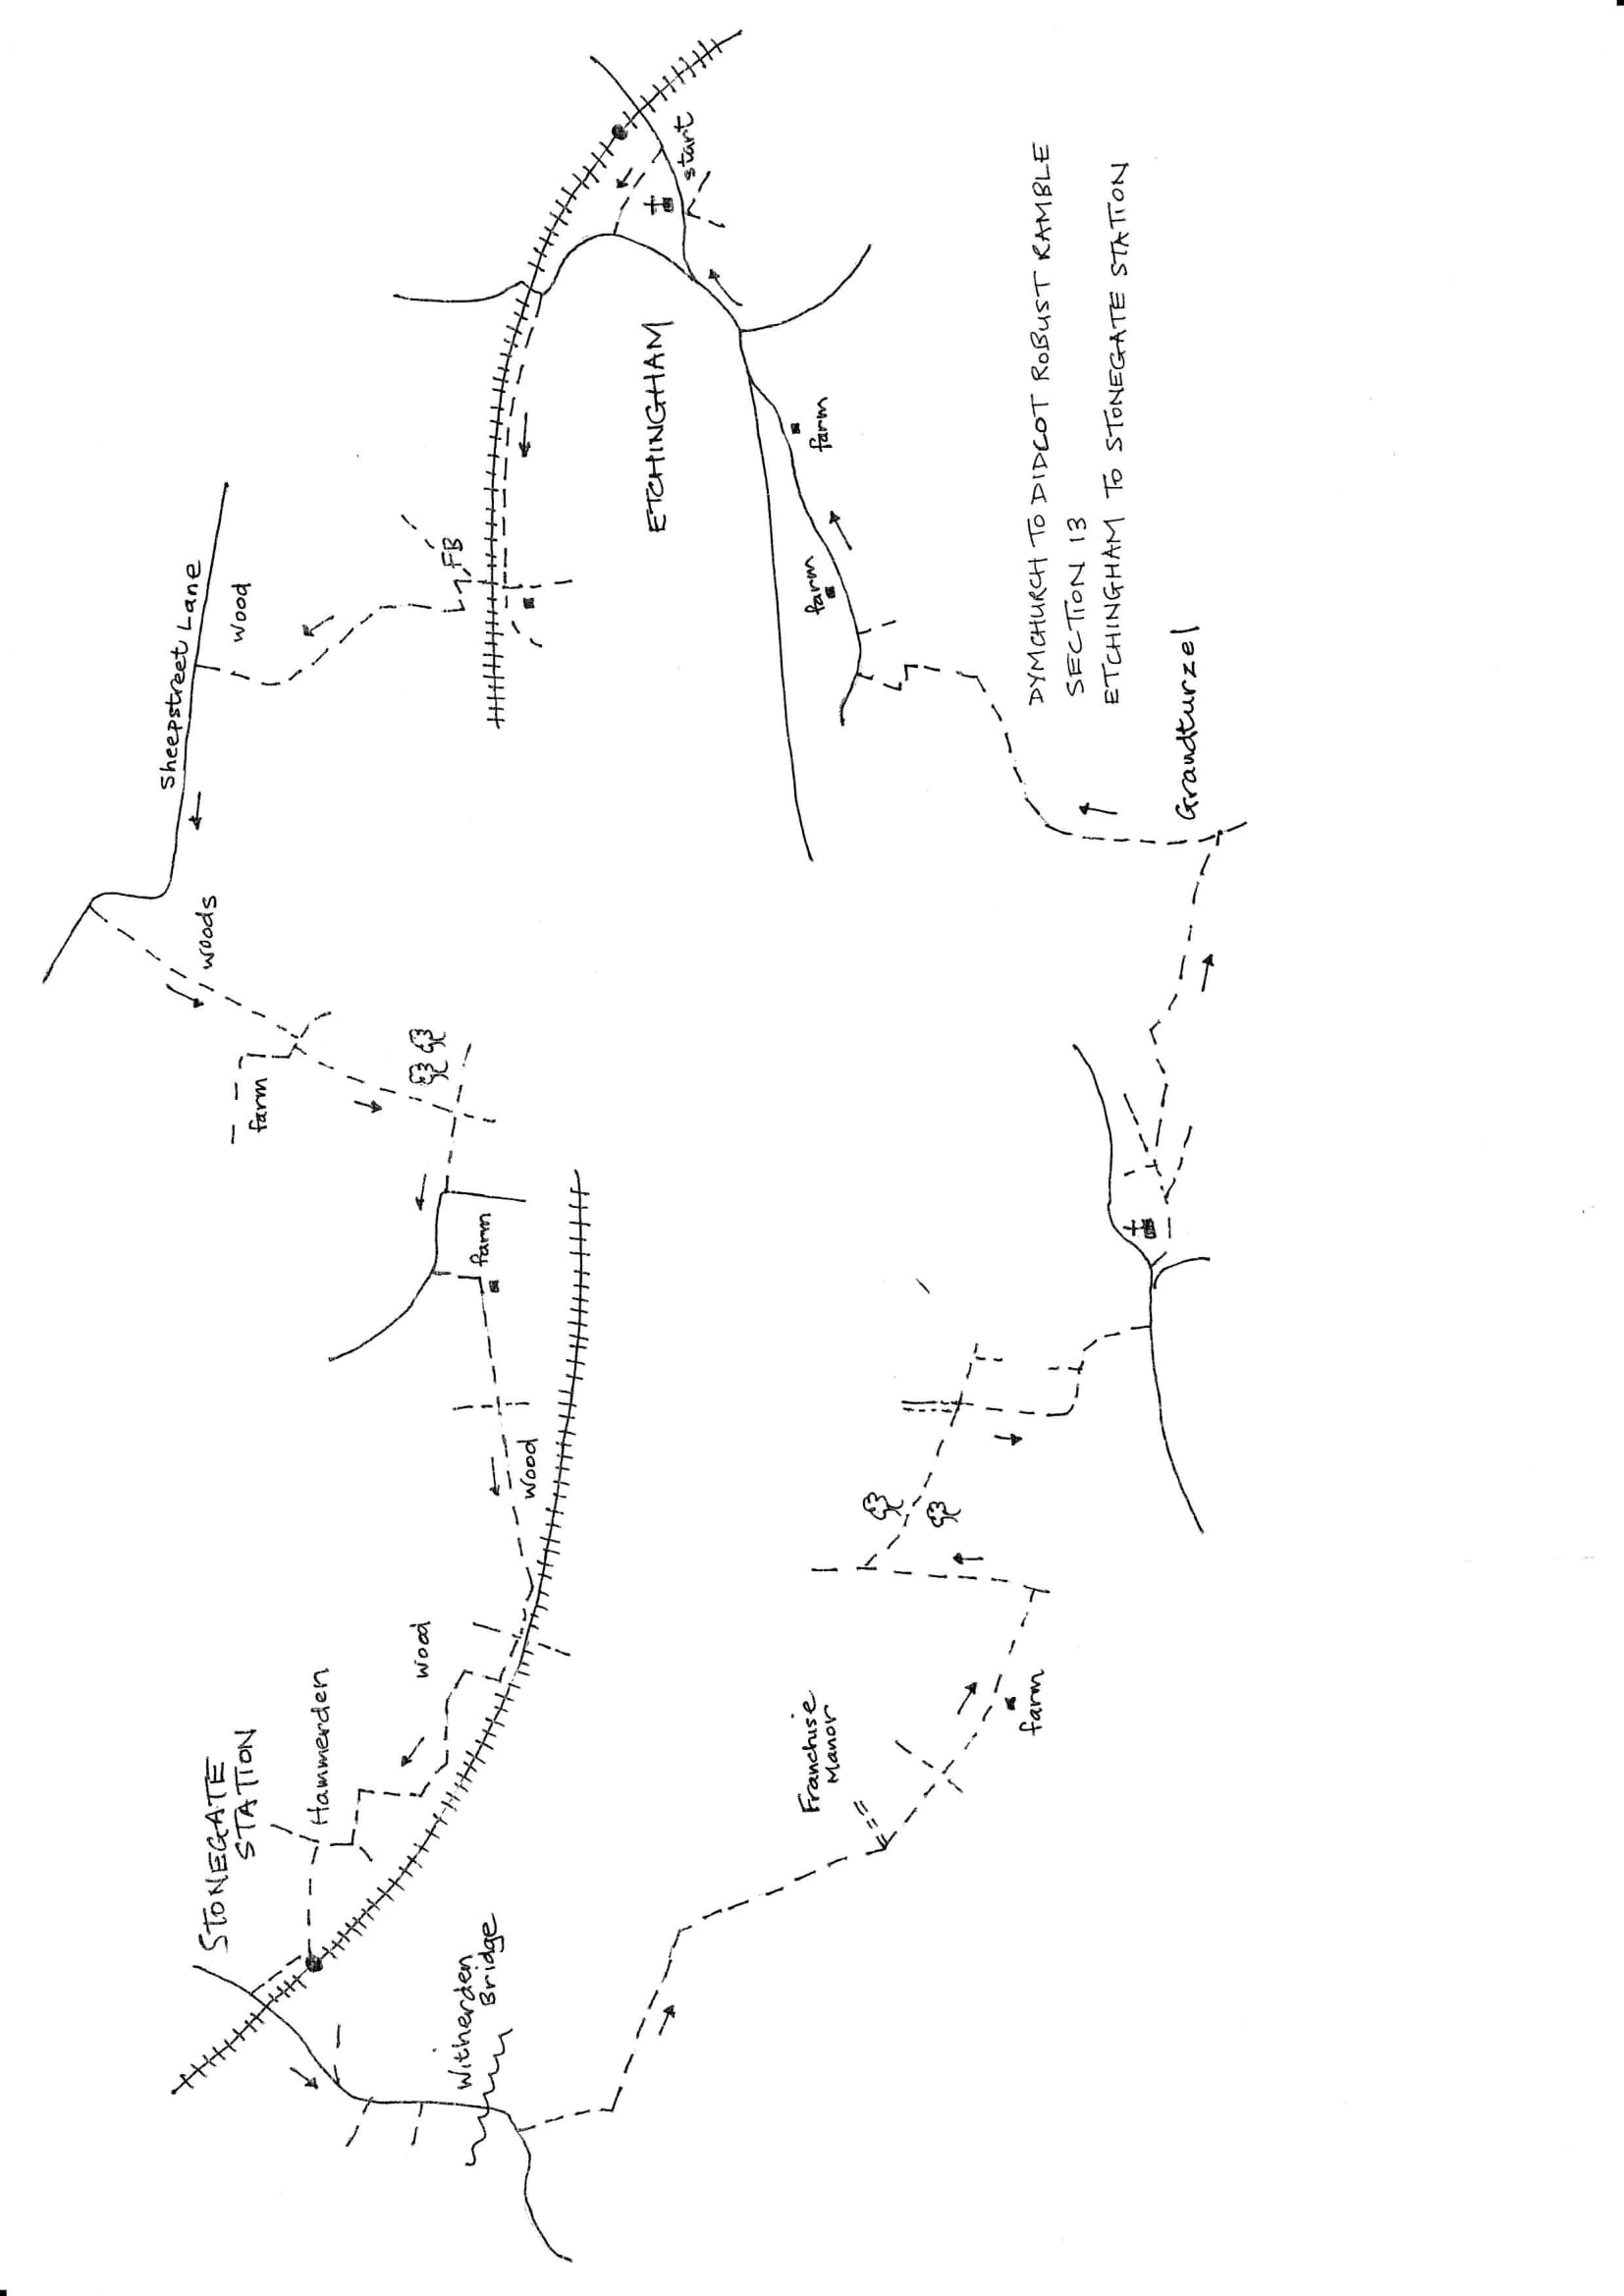 Sheepstreet Lane
woods
wood
STONEGATE
STATION
farm
Hammerden
wood
FB
Witherden
Bridge
farm
wood
ETCHINGHAM
start
Franchise
Manor
farm
farm
farm
DYMCHURCH TO DIDCOT ROBUST RAMBLE
SECTION 13
ETCHINGHAM TO STONEGATE STATION
Grandturzel